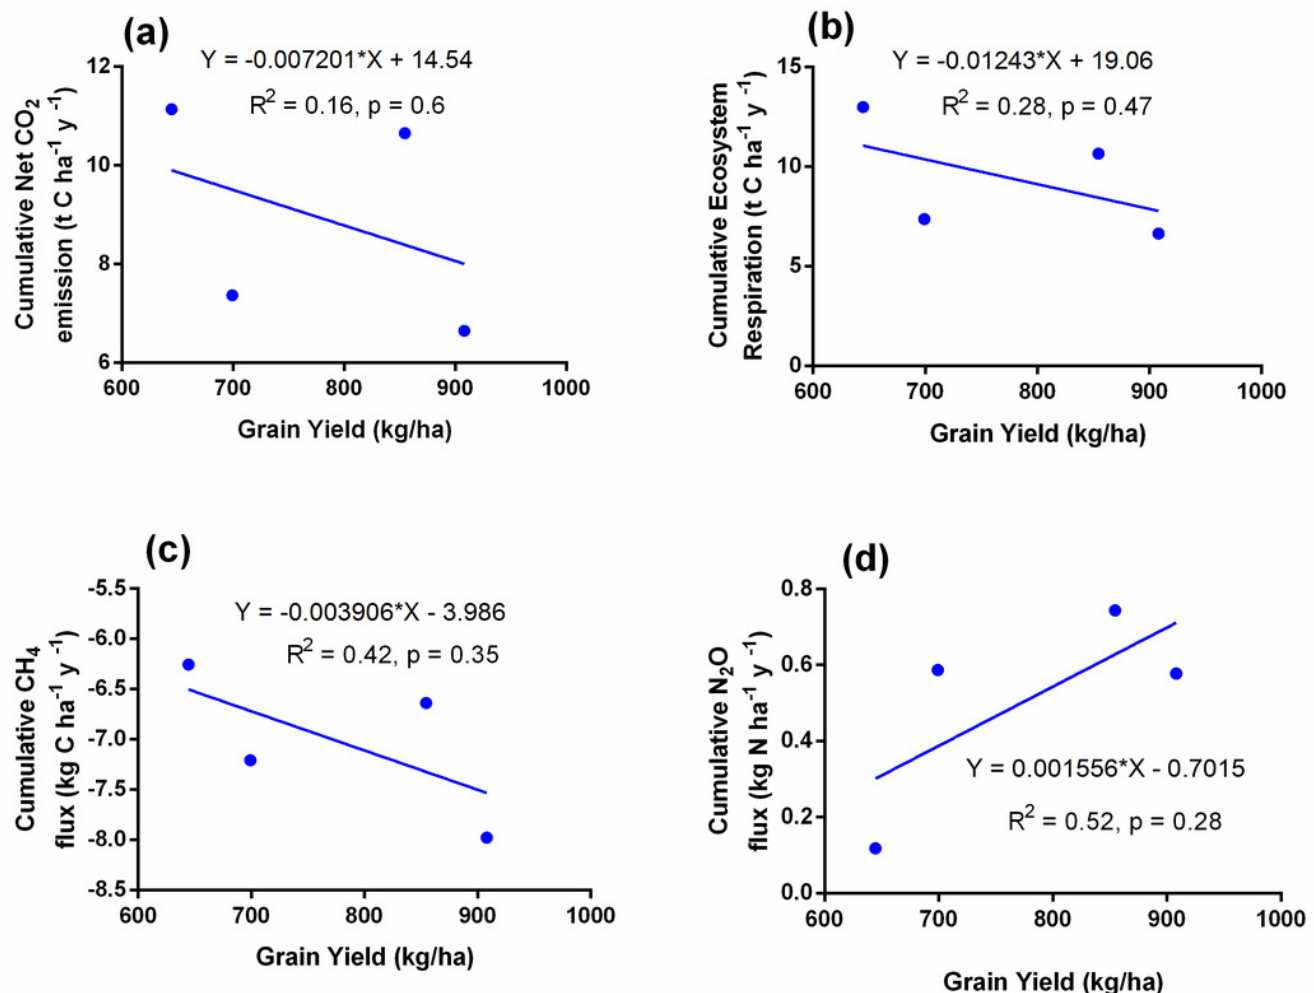 (a)
Y = -0.007201*X + 14.54
R² = 0.16, p = 0.6
Cumulative Net CO₂
emission (t C ha⁻¹ y⁻¹)
12
10
8
6
600 700 800 900 1000
Grain Yield (kg/ha)
(b)
Y = -0.01243*X + 19.06
R² = 0.28, p = 0.47
Cumulative Ecosystem
Respiration (t C ha⁻¹ y⁻¹)
15
10
5
0
600 700 800 900 1000
Grain Yield (kg/ha)
(c)
Y = -0.003906*X - 3.986
R² = 0.42, p = 0.35
Cumulative CH₄
flux (kg C ha⁻¹ y⁻¹)
-5.5
-6.0
-6.5
-7.0
-7.5
-8.0
-8.5
600 700 800 900 1000
Grain Yield (kg/ha)
(d)
Cumulative N₂O
flux (kg N ha⁻¹ y⁻¹)
0.8
0.6
0.4
0.2
0.0
Y = 0.001556*X - 0.7015
R² = 0.52, p = 0.28
600 700 800 900 1000
Grain Yield (kg/ha)